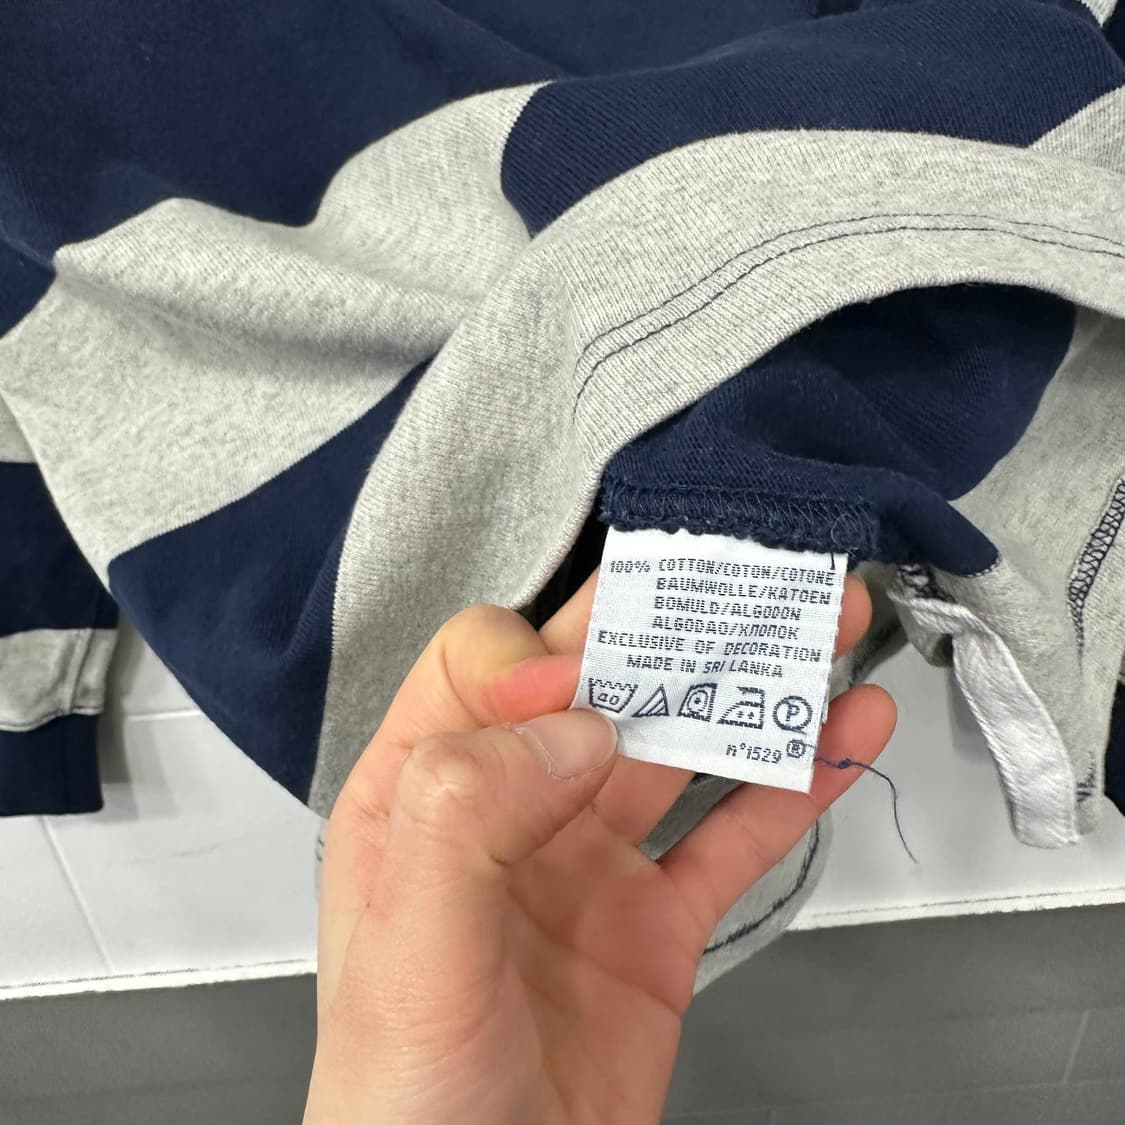 100% COTTON/COTON/COTONE
BAUMWOLLE/KATOEN
BOMULD/ALGODON
ALGODAO/ХЛОПОК
EXCLUSIVE OF DECORATION
MADE IN SRI LANKA
40 P
n°1529 ®